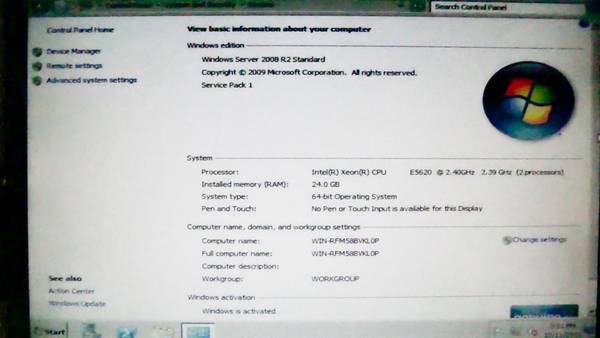 Search Control Panel
Control Panel Home
View basic information about your computer
Device Manager
Windows edition
Remote settings
Windows Server 2008 R2 Standard
Advanced system settings
Copyright © 2009 Microsoft Corporation. All rights reserved.
Service Pack 1
System
Processor: Intel(R) Xeon(R) CPU E5620 @ 2.40GHz 2.39 GHz (2 processors)
Installed memory (RAM): 24.0 GB
System type: 64-bit Operating System
Pen and Touch: No Pen or Touch Input is available for this Display
Computer name, domain, and workgroup settings
Computer name: WIN-RFM58BVKL0P
Change settings
Full computer name: WIN-RFM58BVKL0P
Computer description:
Workgroup: WORKGROUP
See also
Action Center
Windows Update
Windows activation
Windows is activated
Start